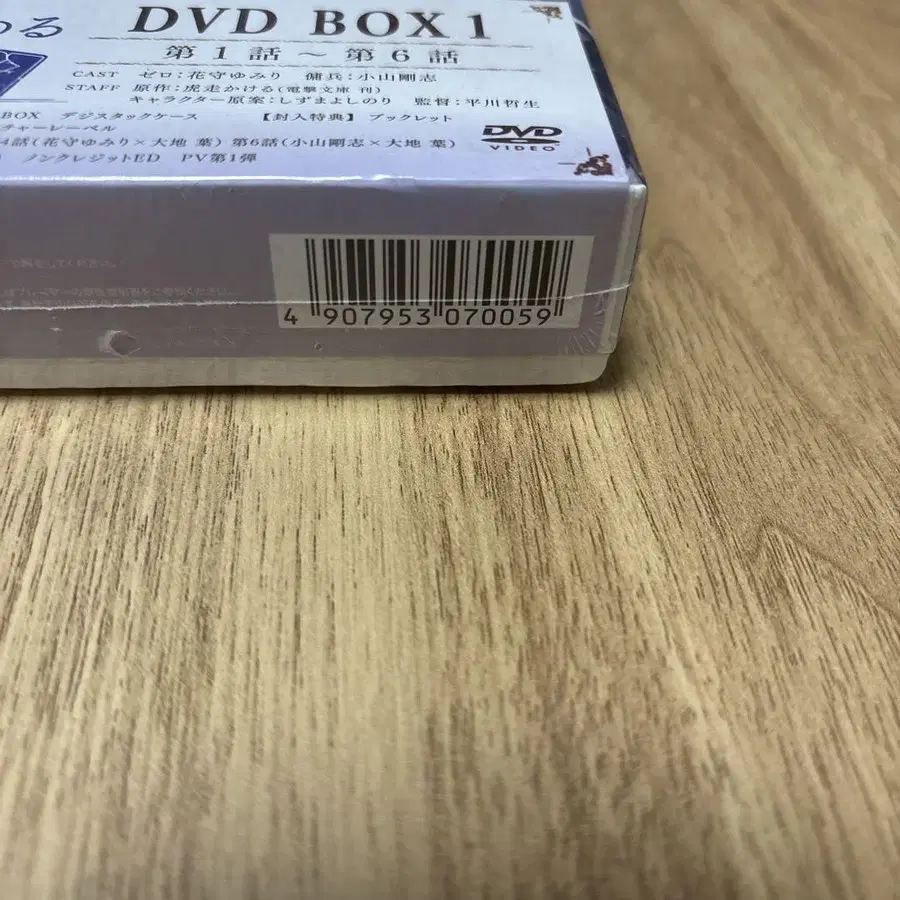 める DVD BOX 1
第1話～第6話
CAST ゼロ:花守ゆみり 傭兵:小山剛志
STAFF 原作:虎走かける(電撃文庫 刊)
キャラクター原案:しずまよしのり 監督:平川哲生
BOX デジスタックケース 【封入特典】 ブックレット
チャーレーベル
4話(花守ゆみり×大地 葉) 第6話(小山剛志×大地 葉)
ノンクレジットED PV第1弾
DVD
VIDEO
4 907953 070059